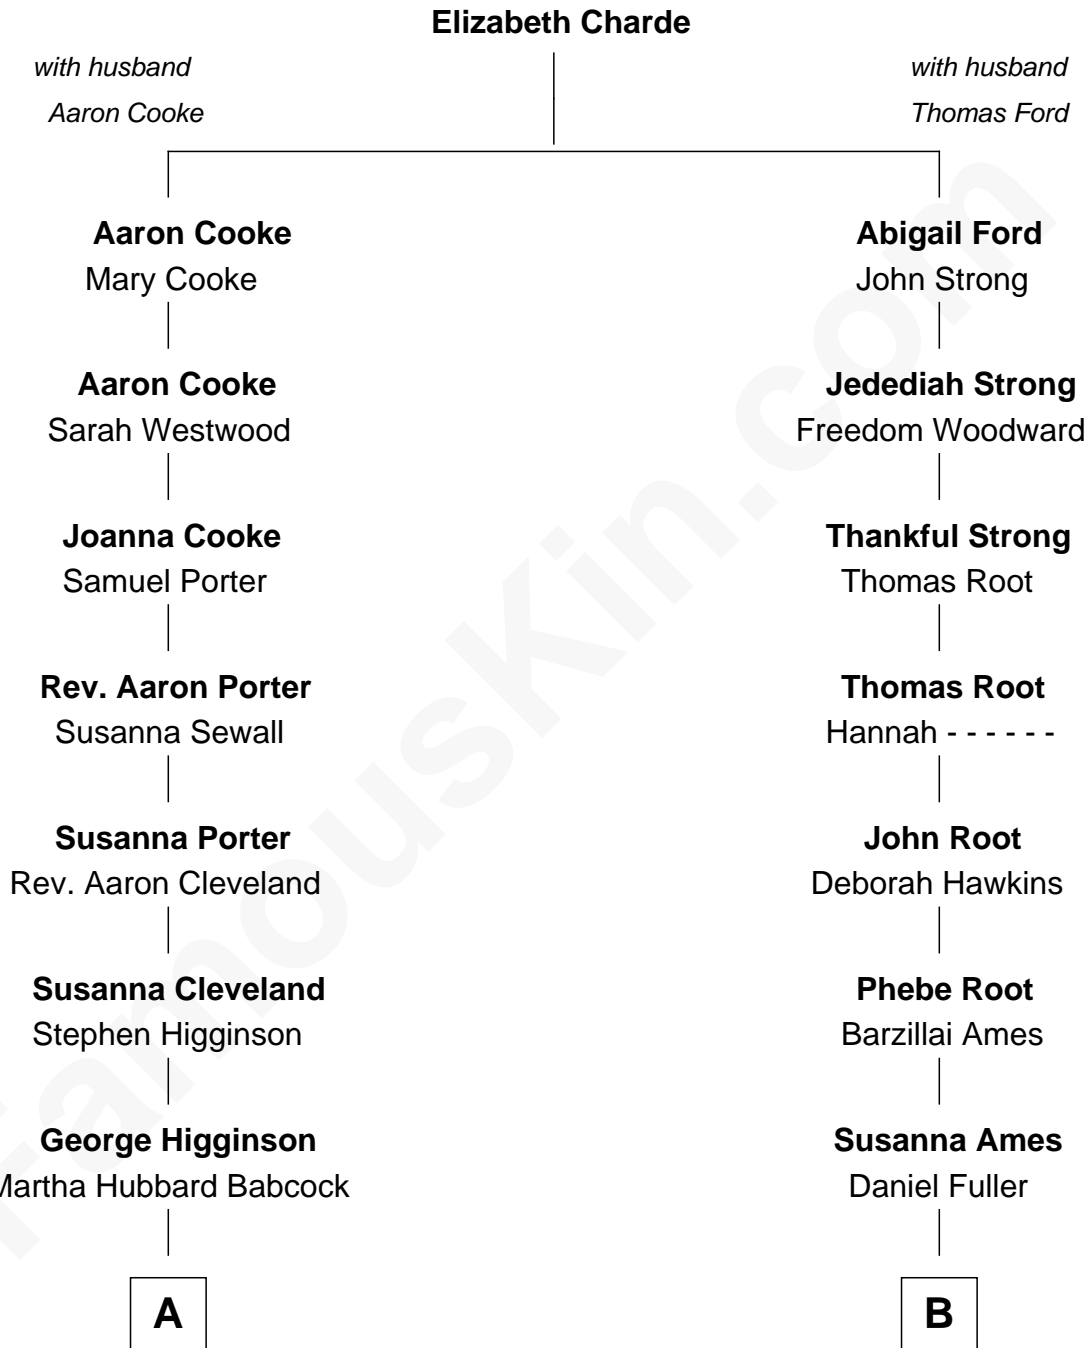 Elizabeth Charde
with husband
Aaron Cooke
with husband
Thomas Ford
Aaron Cooke
Mary Cooke
Abigail Ford
John Strong
Aaron Cooke
Sarah Westwood
Jedediah Strong
Freedom Woodward
Joanna Cooke
Samuel Porter
Thankful Strong
Thomas Root
Rev. Aaron Porter
Susanna Sewall
Thomas Root
Hannah - - - - - -
Susanna Porter
Rev. Aaron Cleveland
John Root
Deborah Hawkins
Susanna Cleveland
Stephen Higginson
Phebe Root
Barzillai Ames
George Higginson
Martha Hubbard Babcock
Susanna Ames
Daniel Fuller
A
B
FamousKin.com